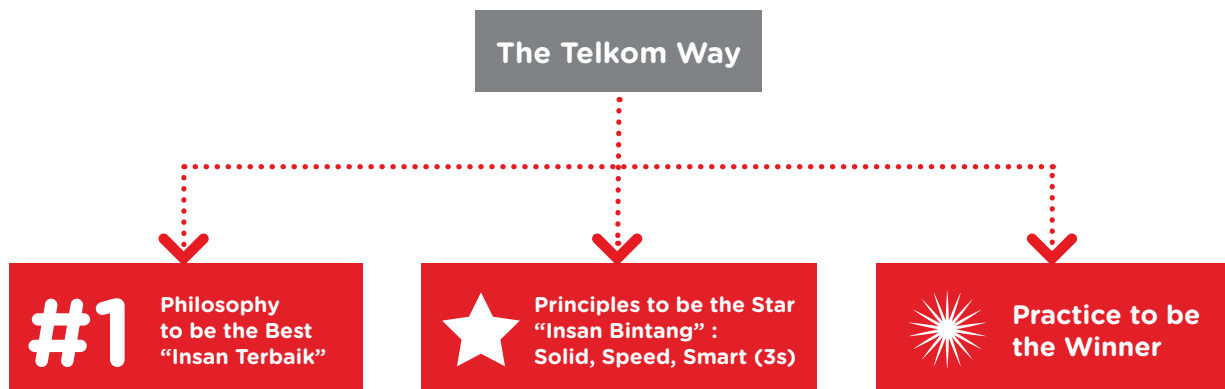 The Telkom Way
#1
Philosophy
to be the Best
“Insan Terbaik”
Principles to be the Star
“Insan Bintang” :
Solid, Speed, Smart (3s)
Practice to be
the Winner